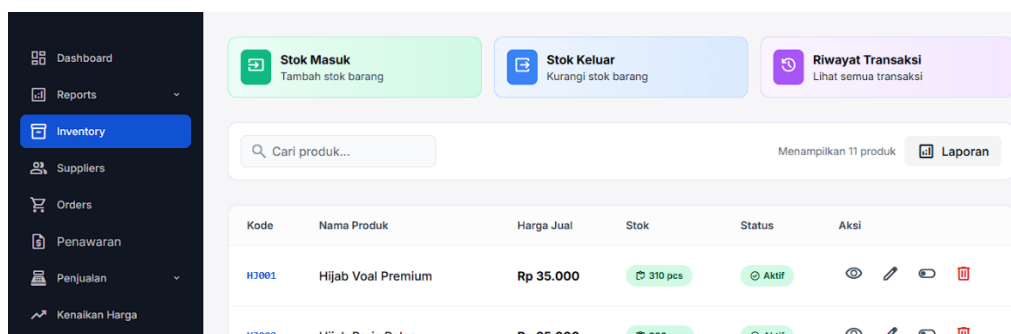 Dashboard
Reports
Inventory
Suppliers
Orders
Penawaran
Penjualan
Kenaikan Harga
Stok Masuk
Tambah stok barang
Stok Keluar
Kurangi stok barang
Riwayat Transaksi
Lihat semua transaksi
Cari produk...
Menampilkan 11 produk
Laporan
Kode Nama Produk Harga Jual Stok Status Aksi
HJ001 Hijab Voal Premium Rp 35.000 310 pcs Aktif